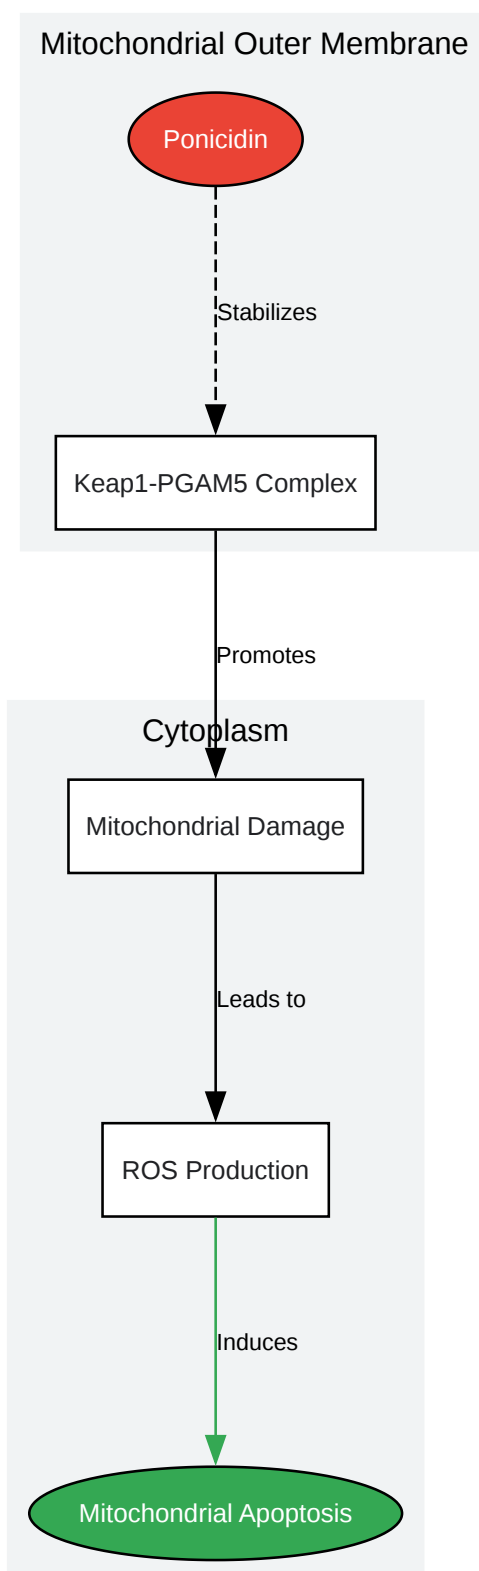 Mitochondrial Outer Membrane
Ponicidin
Stabilizes
Keap1-PGAM5 Complex
Promotes
Cytoplasm
Mitochondrial Damage
Leads to
ROS Production
Induces
Mitochondrial Apoptosis